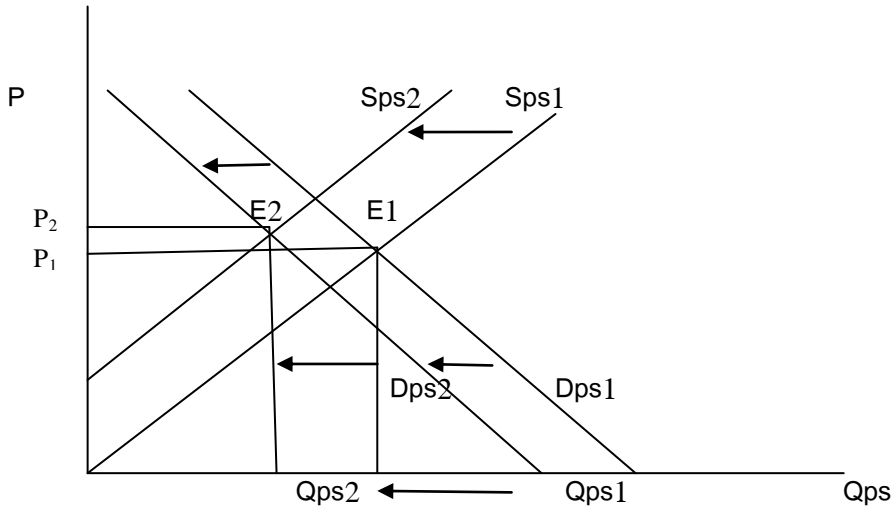 P Sps2 Sps1
E2 E1
P₂
P₁
Dps2 Dps1
Qps2 Qps1 Qps